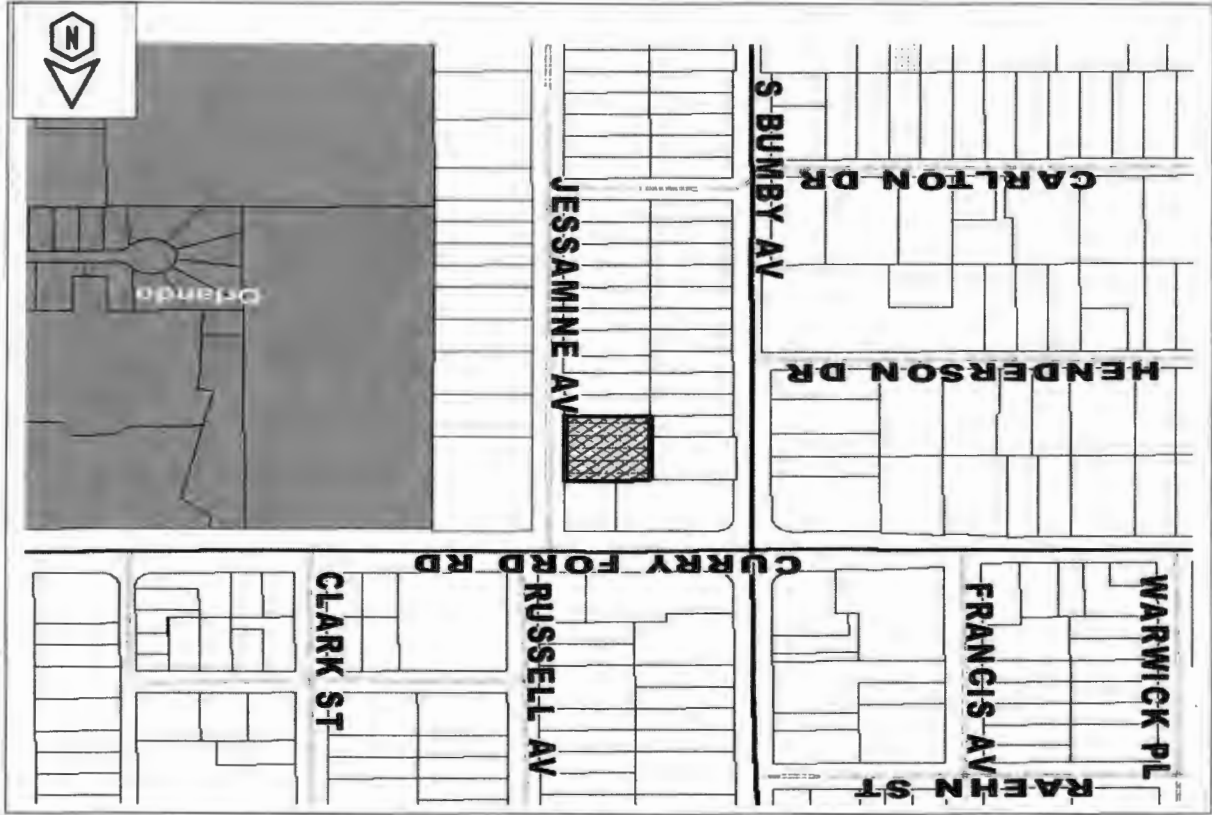 N
S BUMBY AV
CARLTON DR
JESSAMINE AV
Orlando
HENDERSON DR
CURRY FORD RD
CLARK ST
RUSSELL AV
FRANCIS AV
WARWICK PL
RAEHN ST